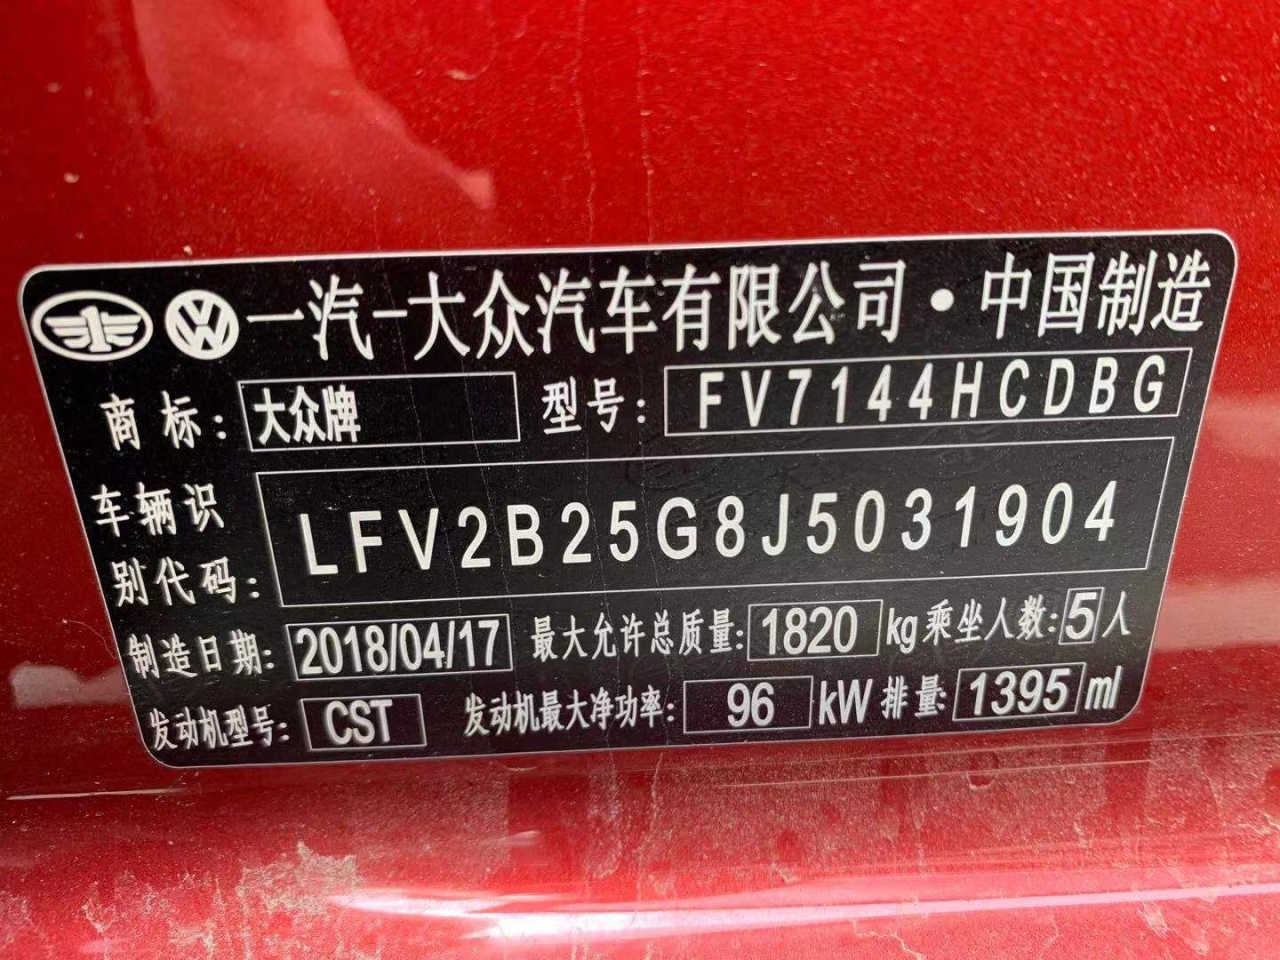 一汽-大众汽车有限公司·中国制造
商标: 大众牌 型号: FV7144HCDBG
车辆识别代码: LFV2B25G8J5031904
制造日期: 2018/04/17 最大允许总质量: 1820 kg 乘坐人数: 5 人
发动机型号: CST 发动机最大净功率: 96 kW 排量: 1395 ml